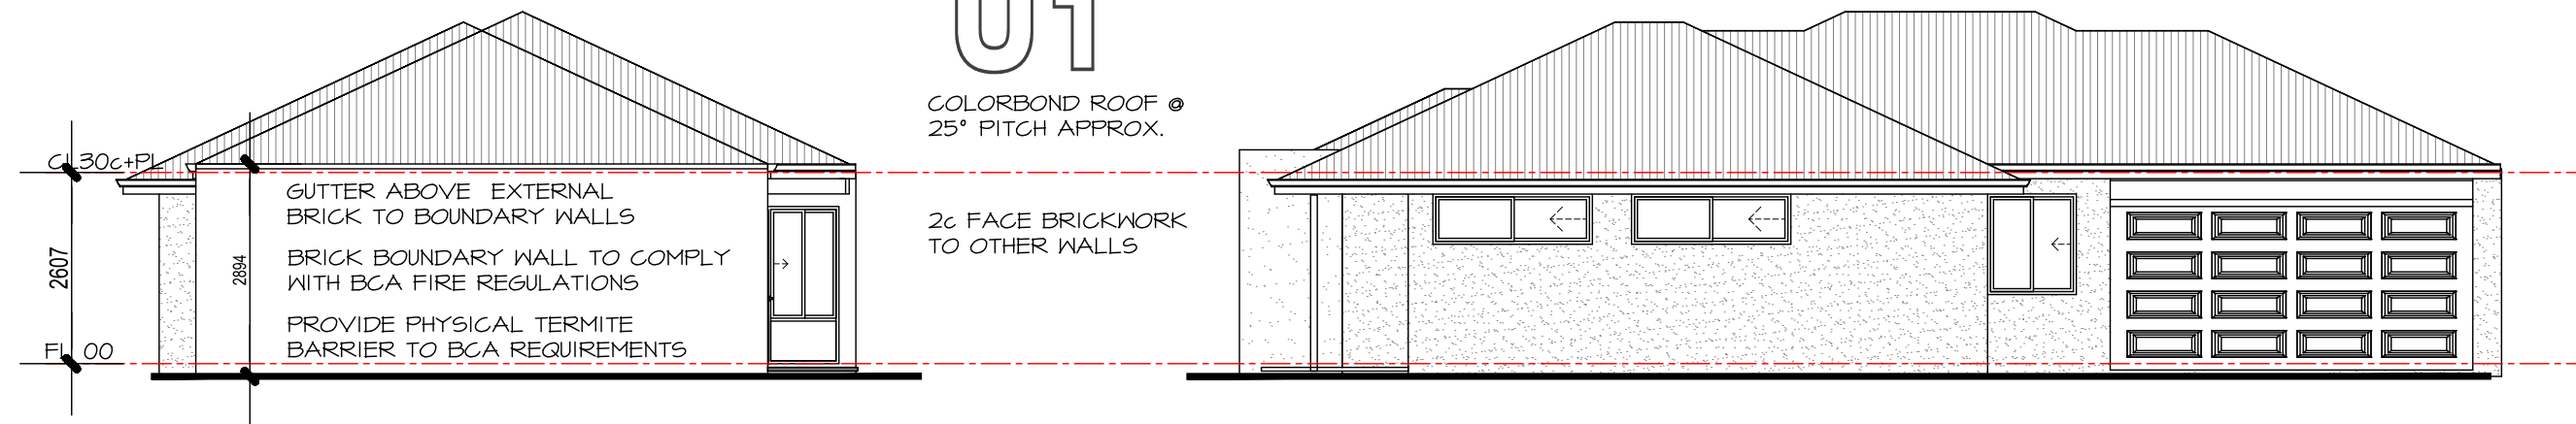 01
COLORBOND ROOF @
25° PITCH APPROX.
CL 30c+PL
GUTTER ABOVE EXTERNAL
BRICK TO BOUNDARY WALLS
2c FACE BRICKWORK
TO OTHER WALLS
BRICK BOUNDARY WALL TO COMPLY
WITH BCA FIRE REGULATIONS
2607
2894
PROVIDE PHYSICAL TERMITE
BARRIER TO BCA REQUIREMENTS
FL 00